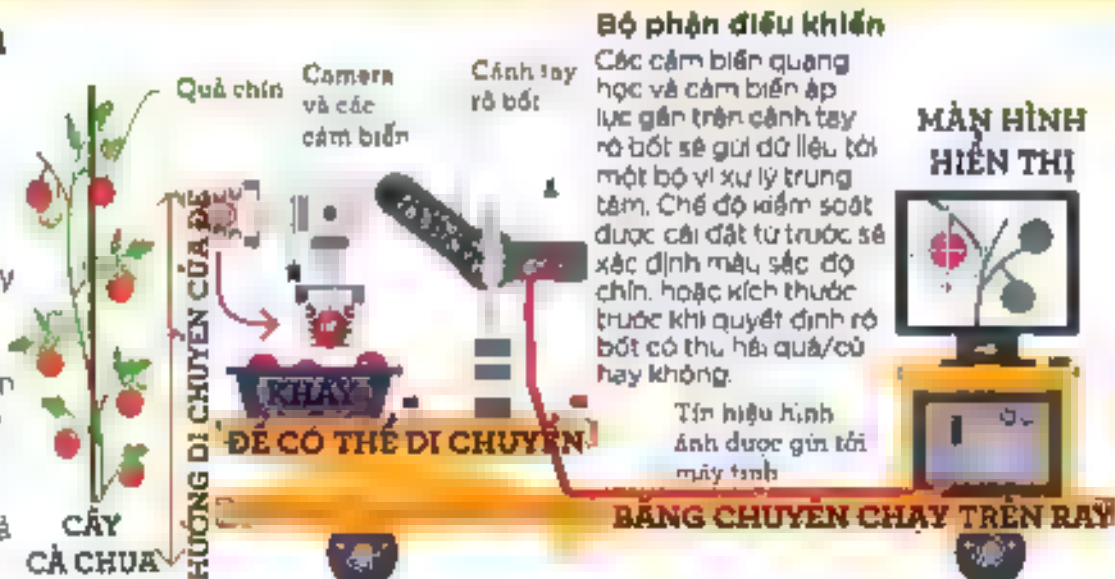 Bộ phận điều khiển
Các cảm biến quang
học và cảm biến áp
lực gắn trên cánh tay
rô bốt sẽ gửi dữ liệu tới
một bộ vi xử lý trung
tâm. Chế độ kiểm soát
được cài đặt từ trước sẽ
xác định màu sắc, độ
chín, hoặc kích thước
trước khi quyết định rô
bốt có thu hái quả/củ
hay không.
Quả chín
Camera
và các
cảm biến
Cánh tay
rô bốt
MÀN HÌNH
HIỂN THỊ
HƯỚNG DI CHUYỂN CỦA ĐẾ
KHAY
ĐẾ CÓ THỂ DI CHUYỂN
Tín hiệu hình
ảnh được gửi tới
máy tính
BĂNG CHUYỀN CHẠY TRÊN RAY
CÂY
CÀ CHUA